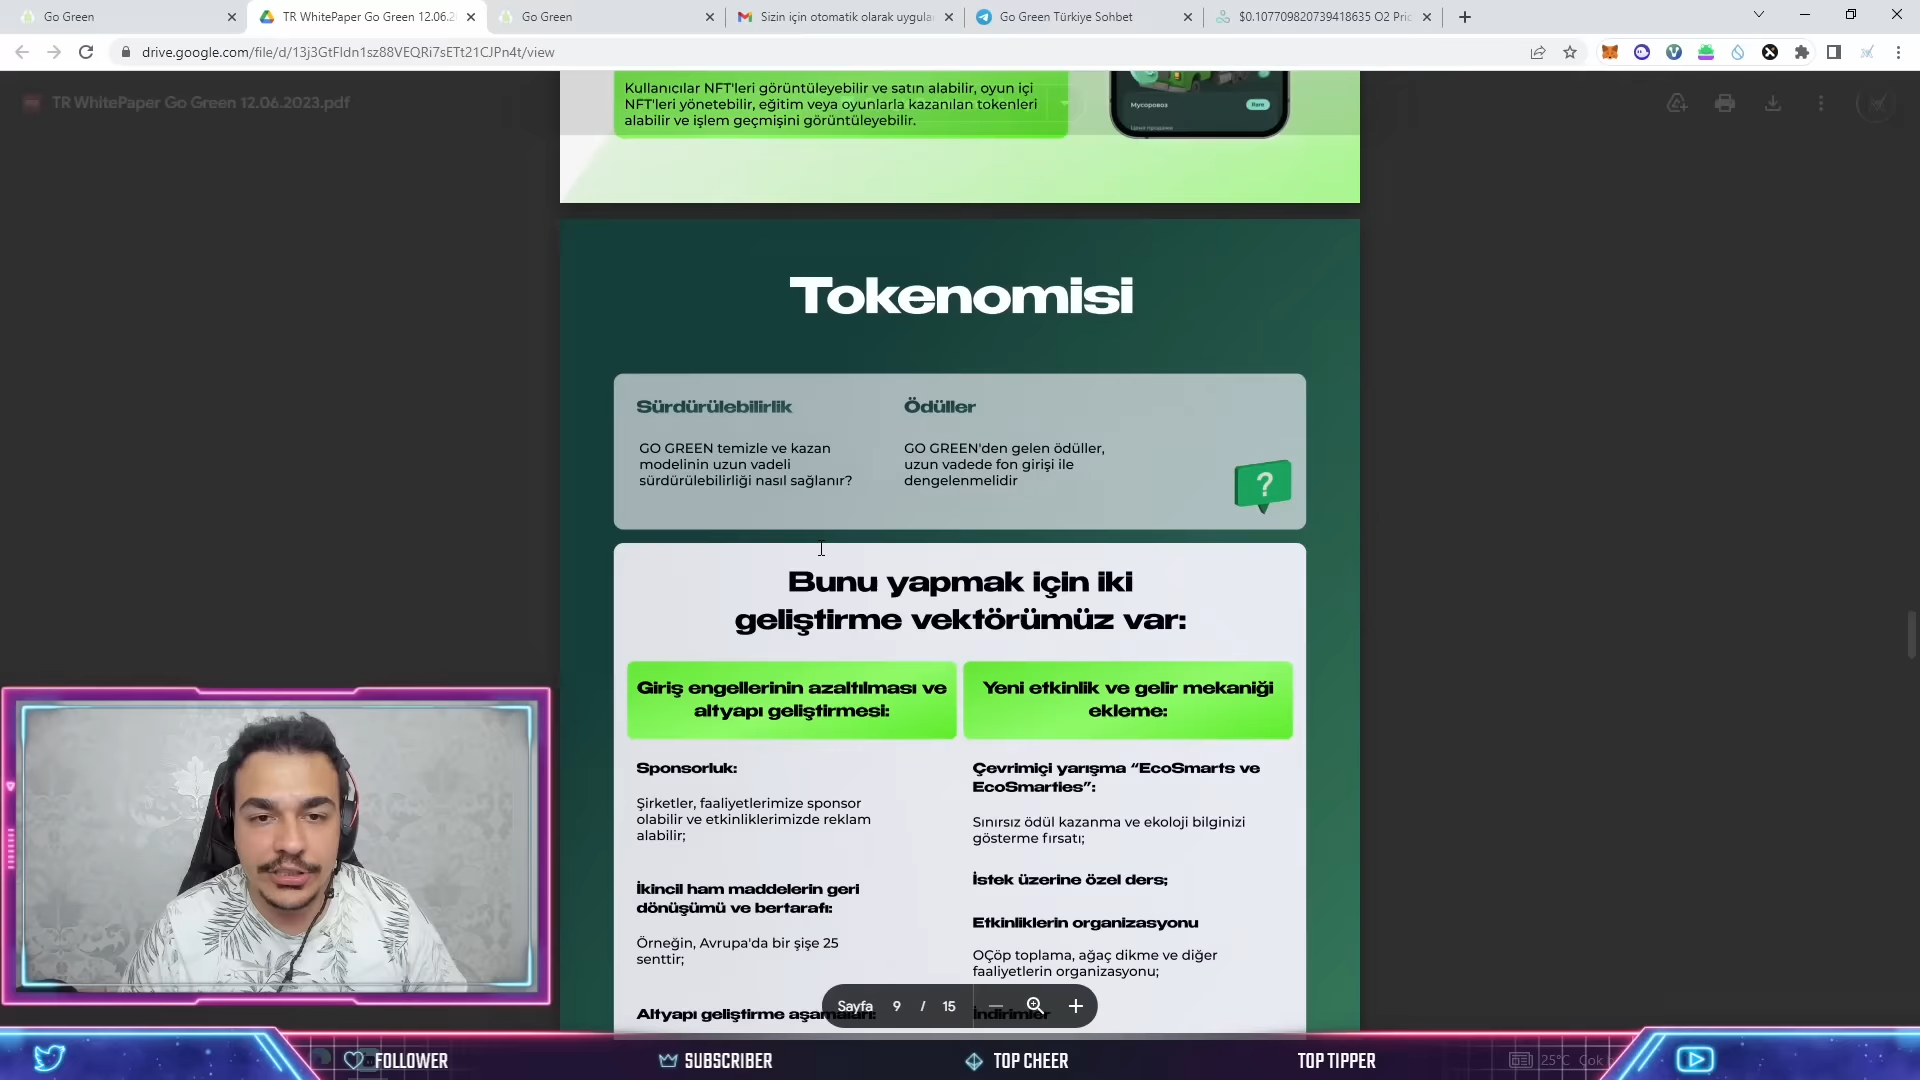 Go Green
TR WhitePaper Go Green 12.06.2
Go Green
Sizin için otomatik olarak uygula
Go Green Türkiye Sohbet
$0.107709820739418635 O2 Pric
drive.google.com/file/d/13j3GtFldn1sz88VEQRi7sETt21CJPn4t/view
TR WhitePaper Go Green 12.06.2023.pdf
Kullanıcılar NFT'leri görüntüleyebilir ve satın alabilir, oyun içi
NFT'leri yönetebilir, eğitim veya oyunlarla kazanılan tokenleri
alabilir ve işlem geçmişini görüntüleyebilir.
Мусоровоз
Rare
Tokenomisi
Sürdürülebilirlik
GO GREEN temizle ve kazan
modelinin uzun vadeli
sürdürülebilirliği nasıl sağlanır?
Ödüller
GO GREEN'den gelen ödüller,
uzun vadede fon girişi ile
dengelenmelidir
?
Bunu yapmak için iki
geliştirme vektörümüz var:
Giriş engellerinin azaltılması ve
altyapı geliştirmesi:
Sponsorluk:
Şirketler, faaliyetlerimize sponsor
olabilir ve etkinliklerimizde reklam
alabilir;
İkincil ham maddelerin geri
dönüşümü ve bertarafı:
Örneğin, Avrupa'da bir şişe 25
senttir;
Altyapı geliştirme aşamaları:
Yeni etkinlik ve gelir mekaniği
ekleme:
Çevrimiçi yarışma “EcoSmarts ve
EcoSmarties”:
Sınırsız ödül kazanma ve ekoloji bilginizi
gösterme fırsatı;
İstek üzerine özel ders;
Etkinliklerin organizasyonu
OÇöp toplama, ağaç dikme ve diğer
faaliyetlerin organizasyonu;
İndirimler
Sayfa 9 / 15
FOLLOWER
SUBSCRIBER
TOP CHEER
TOP TIPPER
25°C Çok